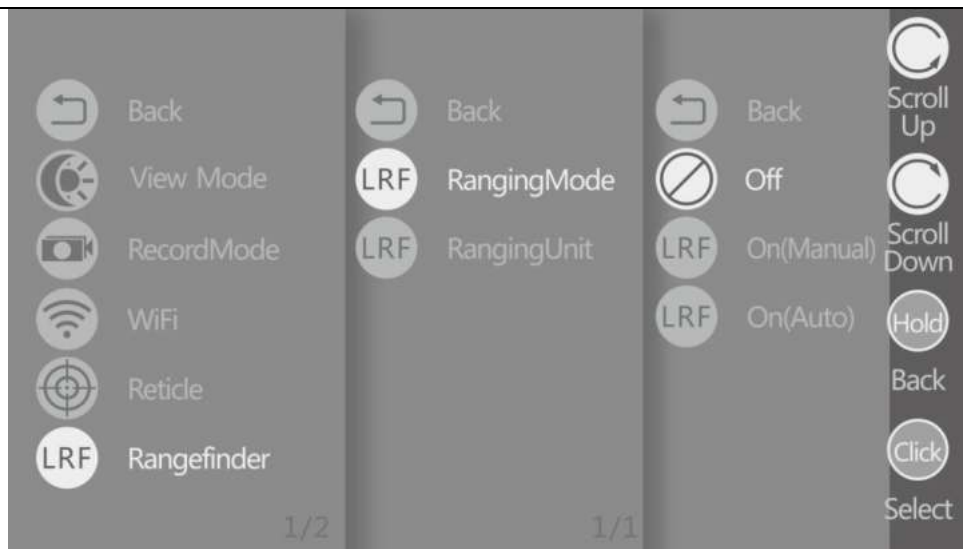 Back
View Mode
RecordMode
WiFi
Reticle
LRF Rangefinder
1/2
Back
LRF RangingMode
LRF RangingUnit
1/1
Back
Off
LRF On(Manual)
LRF On(Auto)
Scroll
Up
Scroll
Down
Hold
Back
Click
Select